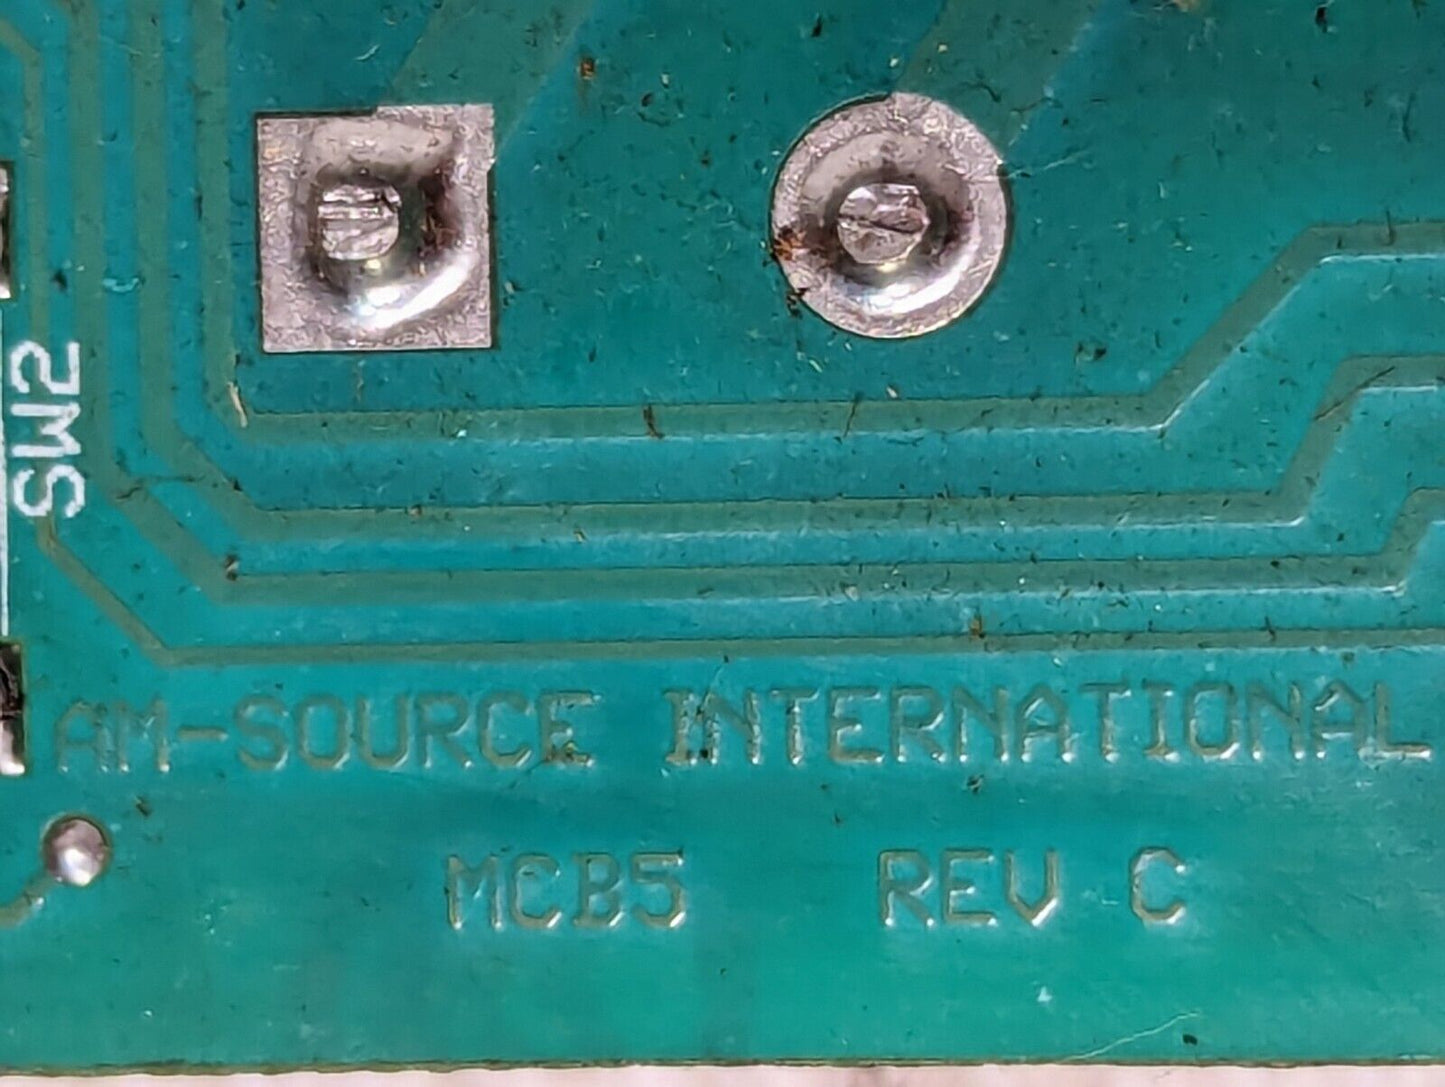 SW2
AM-SOURCE INTERNATIONAL
MCB5 REV C